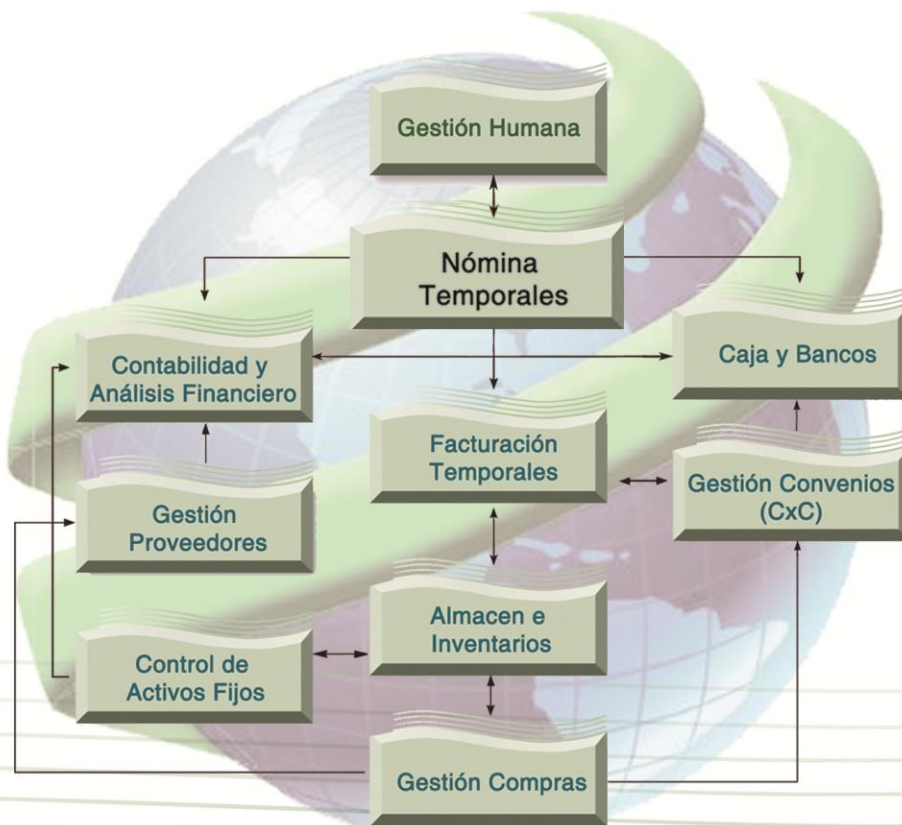 Gestión Humana
Nómina
Temporales
Contabilidad y
Análisis Financiero
Caja y Bancos
Facturación
Temporales
Gestión
Proveedores
Gestión Convenios
(CxC)
Almacen e
Inventarios
Control de
Activos Fijos
Gestión Compras